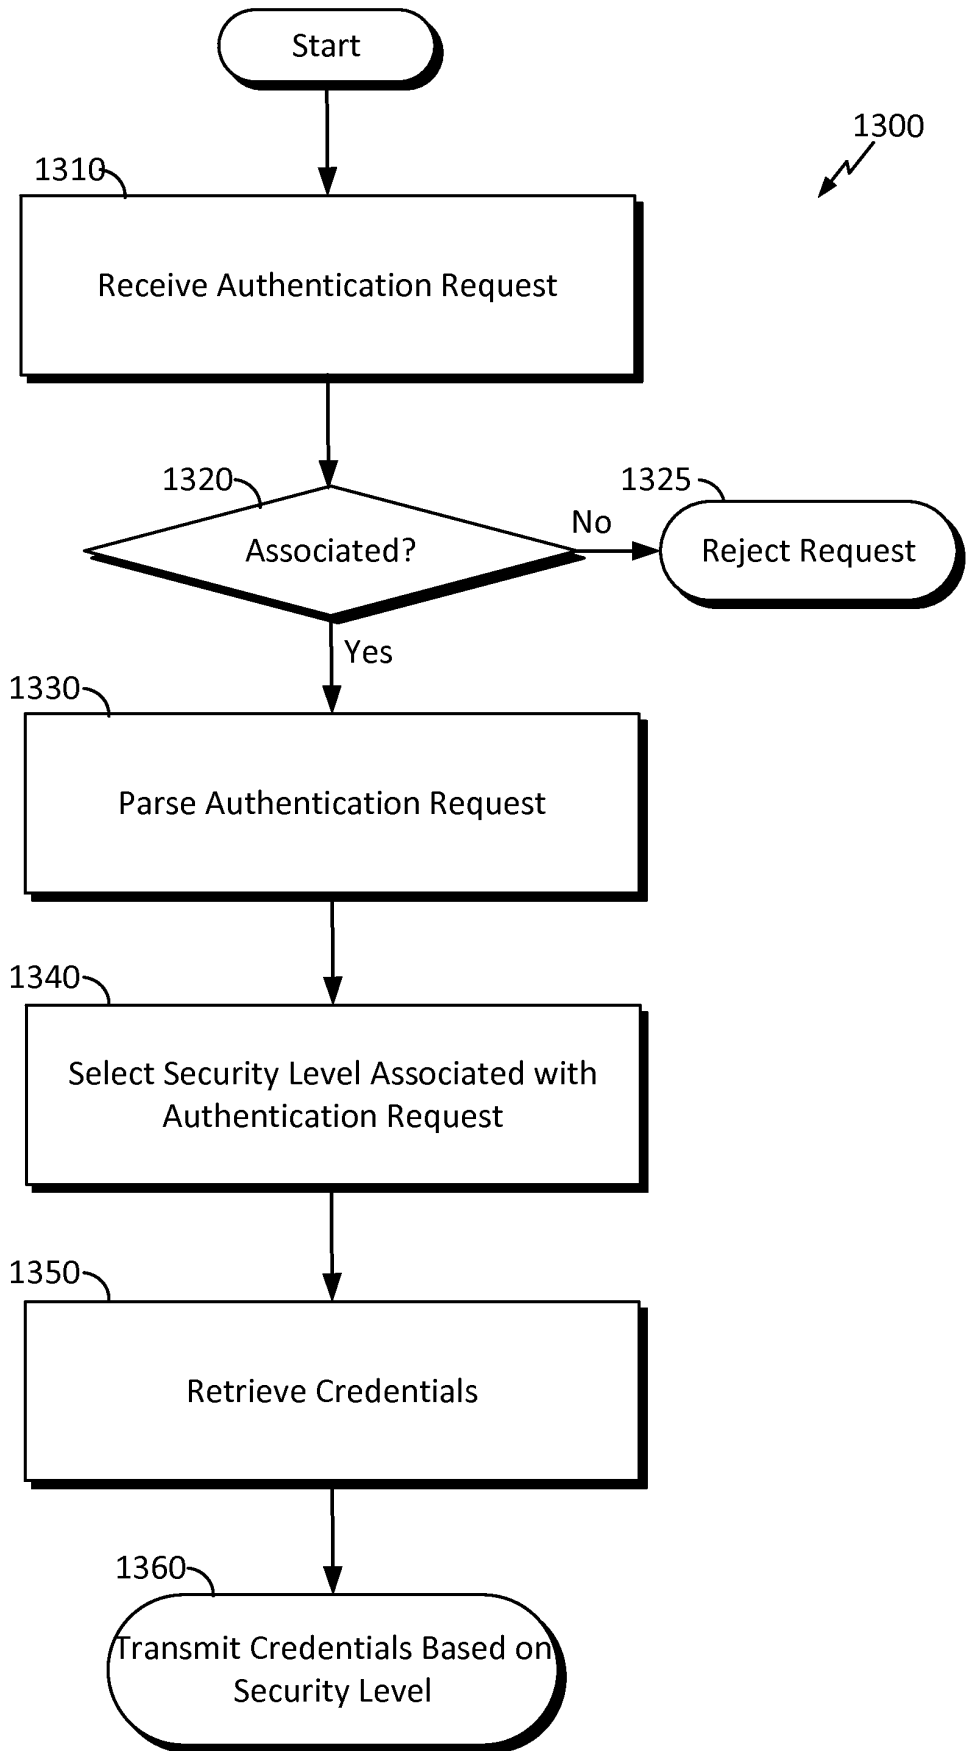 Start
1300
1310
Receive Authentication Request
1320
1325
Associated?
No
Reject Request
Yes
1330
Parse Authentication Request
1340
Select Security Level Associated with
Authentication Request
1350
Retrieve Credentials
1360
Transmit Credentials Based on
Security Level